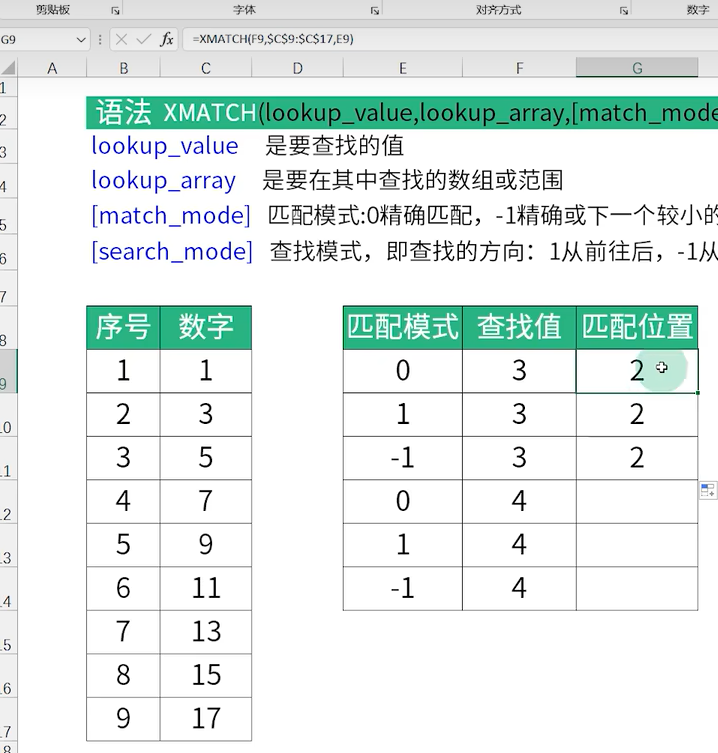 剪贴板 字体 对齐方式 数字
G9 fx =XMATCH(F9,$C$9:$C$17,E9)
A B C D E F G
1
2 语法 XMATCH(lookup_value,lookup_array,[match_mode
3 lookup_value 是要查找的值
4 lookup_array 是要在其中查找的数组或范围
5 [match_mode] 匹配模式:0精确匹配，-1精确或下一个较小的
6 [search_mode] 查找模式，即查找的方向：1从前往后，-1从
7
8 序号 数字 匹配模式 查找值 匹配位置
9 1 1 0 3 2
10 2 3 1 3 2
11 3 5 -1 3 2
12 4 7 0 4
13 5 9 1 4
14 6 11 -1 4
15 7 13
16 8 15
17 9 17